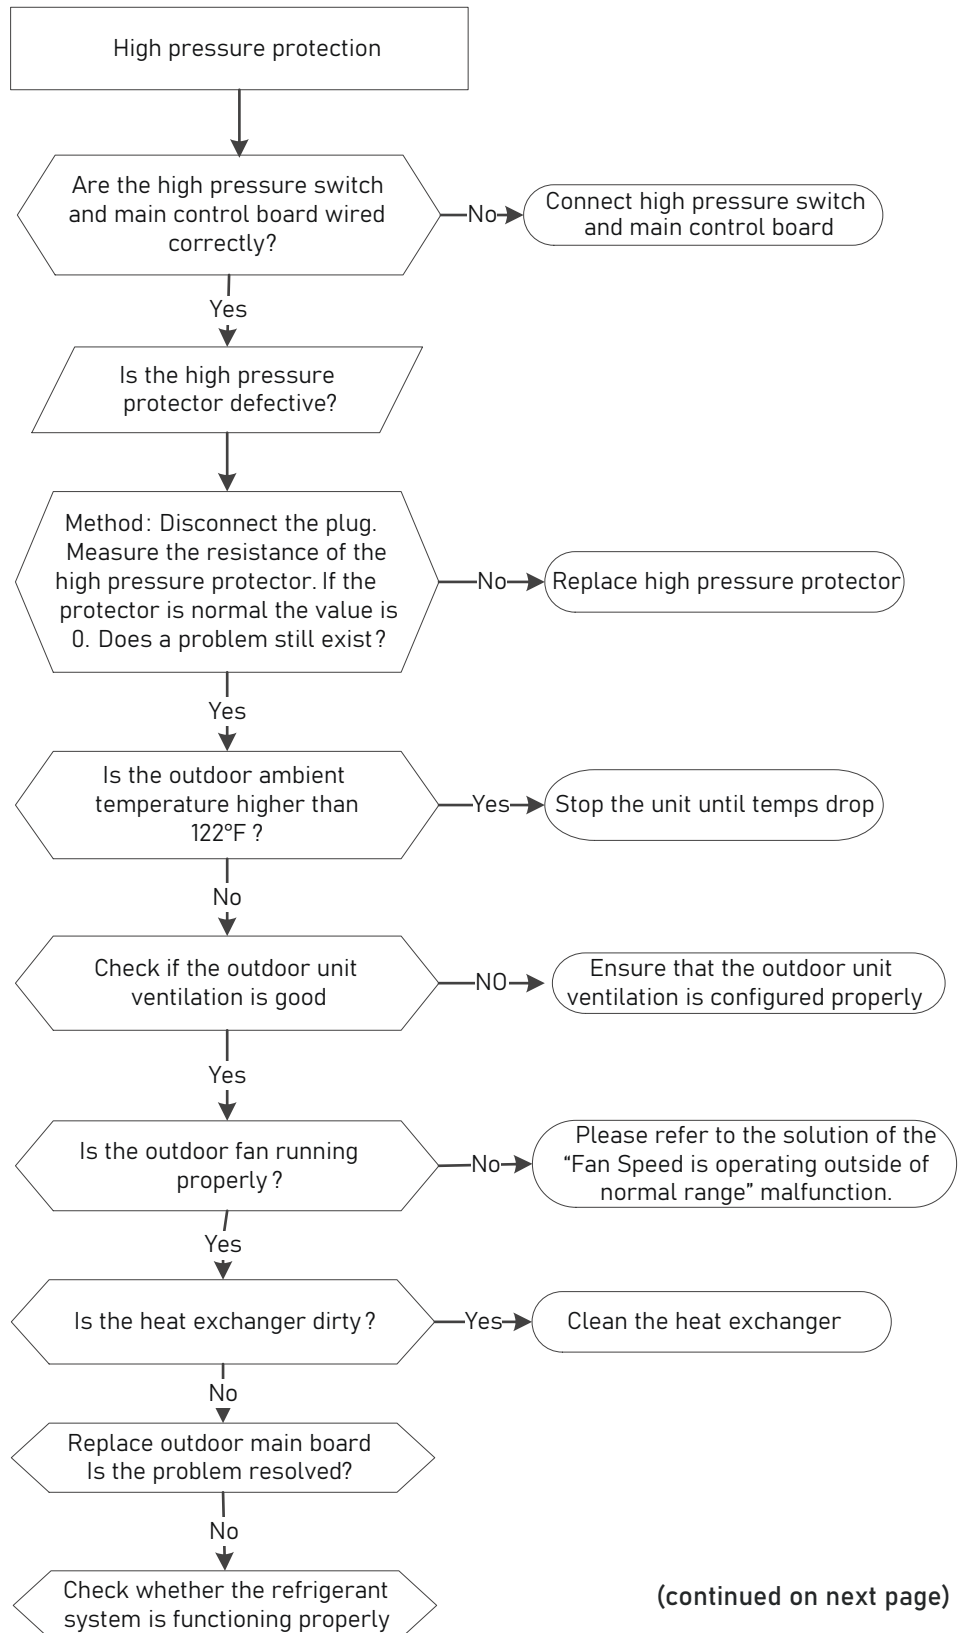 High pressure protection
Are the high pressure switch
and main control board wired
correctly?
No
Connect high pressure switch
and main control board
Yes
Is the high pressure
protector defective?
Method: Disconnect the plug.
Measure the resistance of the
high pressure protector. If the
protector is normal the value is
0. Does a problem still exist?
No
Replace high pressure protector
Yes
Is the outdoor ambient
temperature higher than
122°F ?
Yes
Stop the unit until temps drop
No
Check if the outdoor unit
ventilation is good
NO
Ensure that the outdoor unit
ventilation is configured properly
Yes
Is the outdoor fan running
properly?
No
Please refer to the solution of the
“Fan Speed is operating outside of
normal range” malfunction.
Yes
Is the heat exchanger dirty?
Yes
Clean the heat exchanger
No
Replace outdoor main board
Is the problem resolved?
No
Check whether the refrigerant
system is functioning properly
(continued on next page)